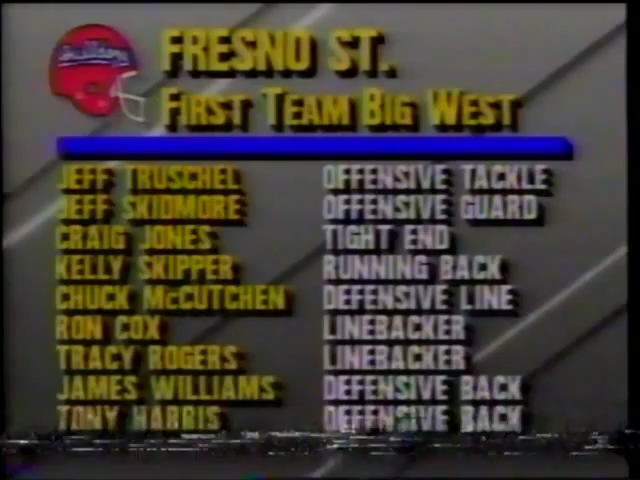 Bulldogs
FRESNO ST.
FIRST TEAM BIG WEST
JEFF TRUSCHEL OFFENSIVE TACKLE
JEFF SKIDMORE OFFENSIVE GUARD
CRAIG JONES TIGHT END
KELLY SKIPPER RUNNING BACK
CHUCK McCUTCHEN DEFENSIVE LINE
RON COX LINEBACKER
TRACY ROGERS LINEBACKER
JAMES WILLIAMS DEFENSIVE BACK
TONY HARRIS DEFENSIVE BACK